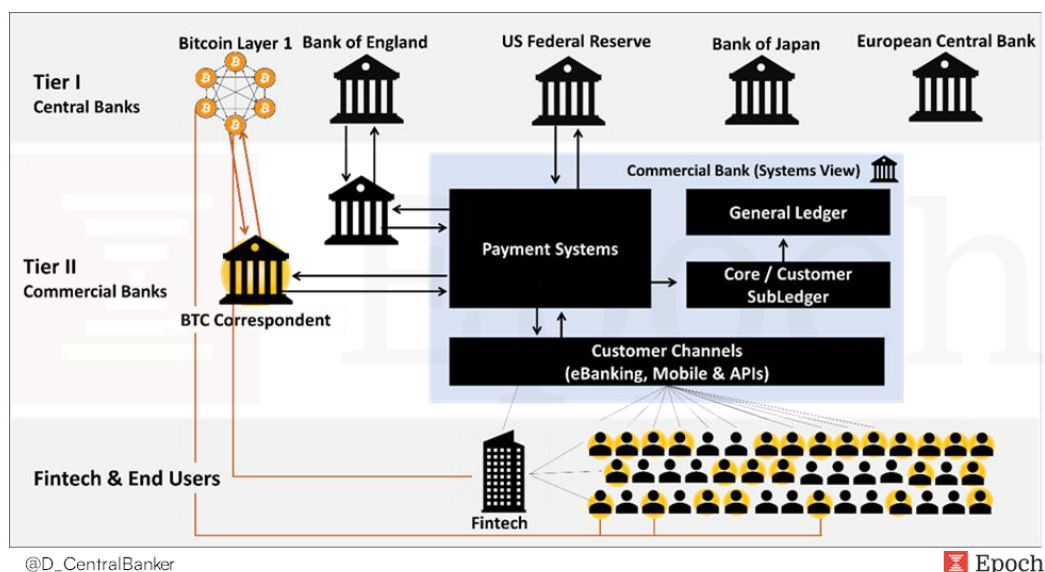 Bitcoin Layer 1
Bank of England
US Federal Reserve
Bank of Japan
European Central Bank
Tier I
Central Banks
Commercial Bank (Systems View)
Payment Systems
General Ledger
Core / Customer
SubLedger
Tier II
Commercial Banks
BTC Correspondent
Customer Channels
(eBanking, Mobile & APIs)
Fintech & End Users
Fintech
@D_CentralBanker
Epoch
Epoch